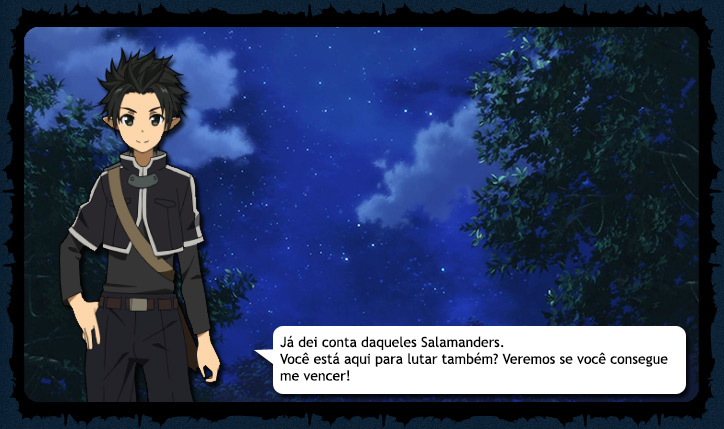 Já dei conta daqueles Salamanders.
Você está aqui para lutar também? Veremos se você consegue
me vencer!